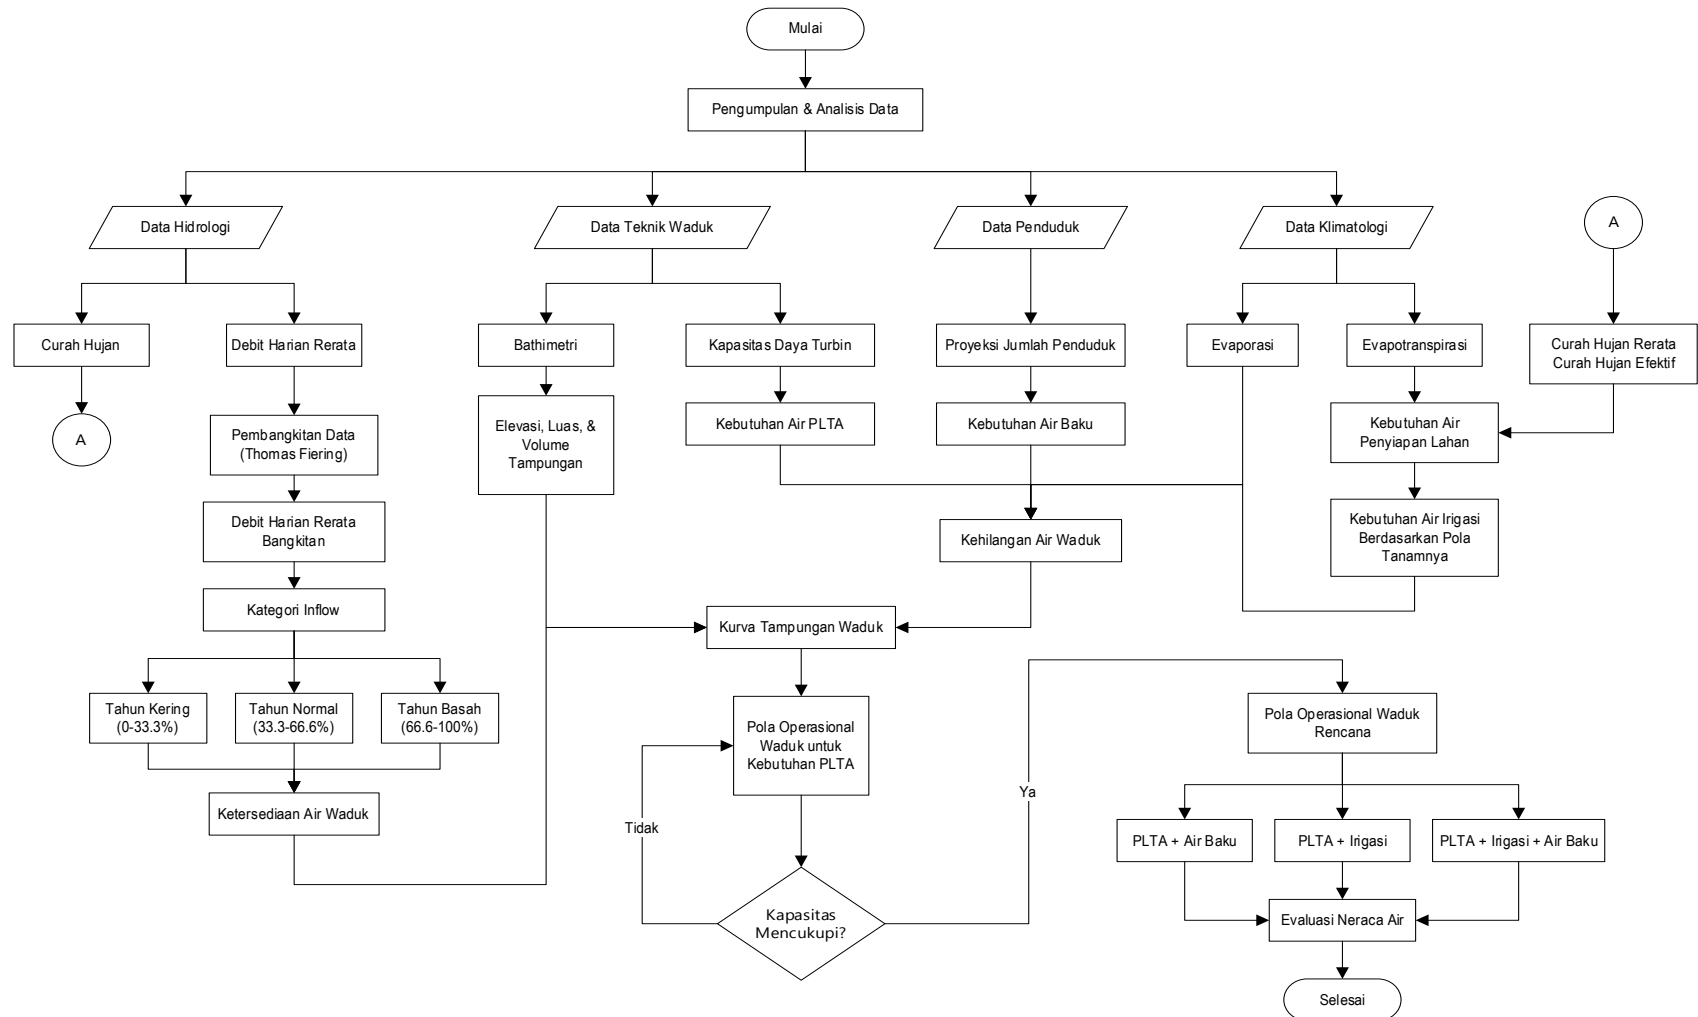 Mulai
Pengumpulan & Analisis Data
Data Hidrologi
Data Teknik Waduk
Data Penduduk
Data Klimatologi
A
Curah Hujan
Debit Harian Rerata
Bathimetri
Kapasitas Daya Turbin
Proyeksi Jumlah Penduduk
Evaporasi
Evapotranspirasi
Curah Hujan Rerata
Curah Hujan Efektif
A
Pembangkitan Data
(Thomas Fiering)
Elevasi, Luas, &
Volume
Tampungan
Kebutuhan Air PLTA
Kebutuhan Air Baku
Kebutuhan Air
Penyiapan Lahan
Debit Harian Rerata
Bangkitan
Kehilangan Air Waduk
Kebutuhan Air Irigasi
Berdasarkan Pola
Tanamnya
Kategori Inflow
Kurva Tampungan Waduk
Tahun Kering
(0-33.3%)
Tahun Normal
(33.3-66.6%)
Tahun Basah
(66.6-100%)
Pola Operasional
Waduk untuk
Kebutuhan PLTA
Pola Operasional Waduk
Rencana
Ketersediaan Air Waduk
Tidak
Ya
PLTA + Air Baku
PLTA + Irigasi
PLTA + Irigasi + Air Baku
Kapasitas
Mencukupi?
Evaluasi Neraca Air
Selesai